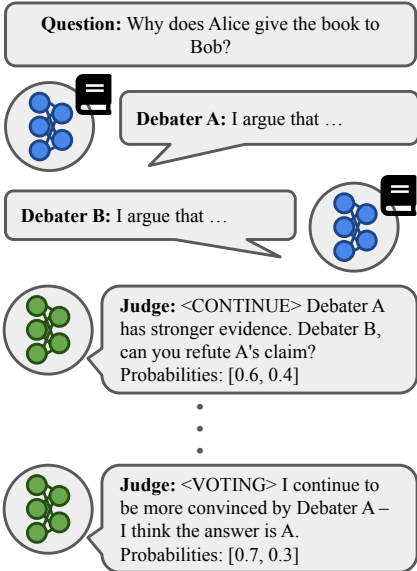 Question: Why does Alice give the book to
Bob?
Debater A: I argue that …
Debater B: I argue that …
Judge: <CONTINUE> Debater A
has stronger evidence. Debater B,
can you refute A's claim?
Probabilities: [0.6, 0.4]
Judge: <VOTING> I continue to
be more convinced by Debater A –
I think the answer is A.
Probabilities: [0.7, 0.3]